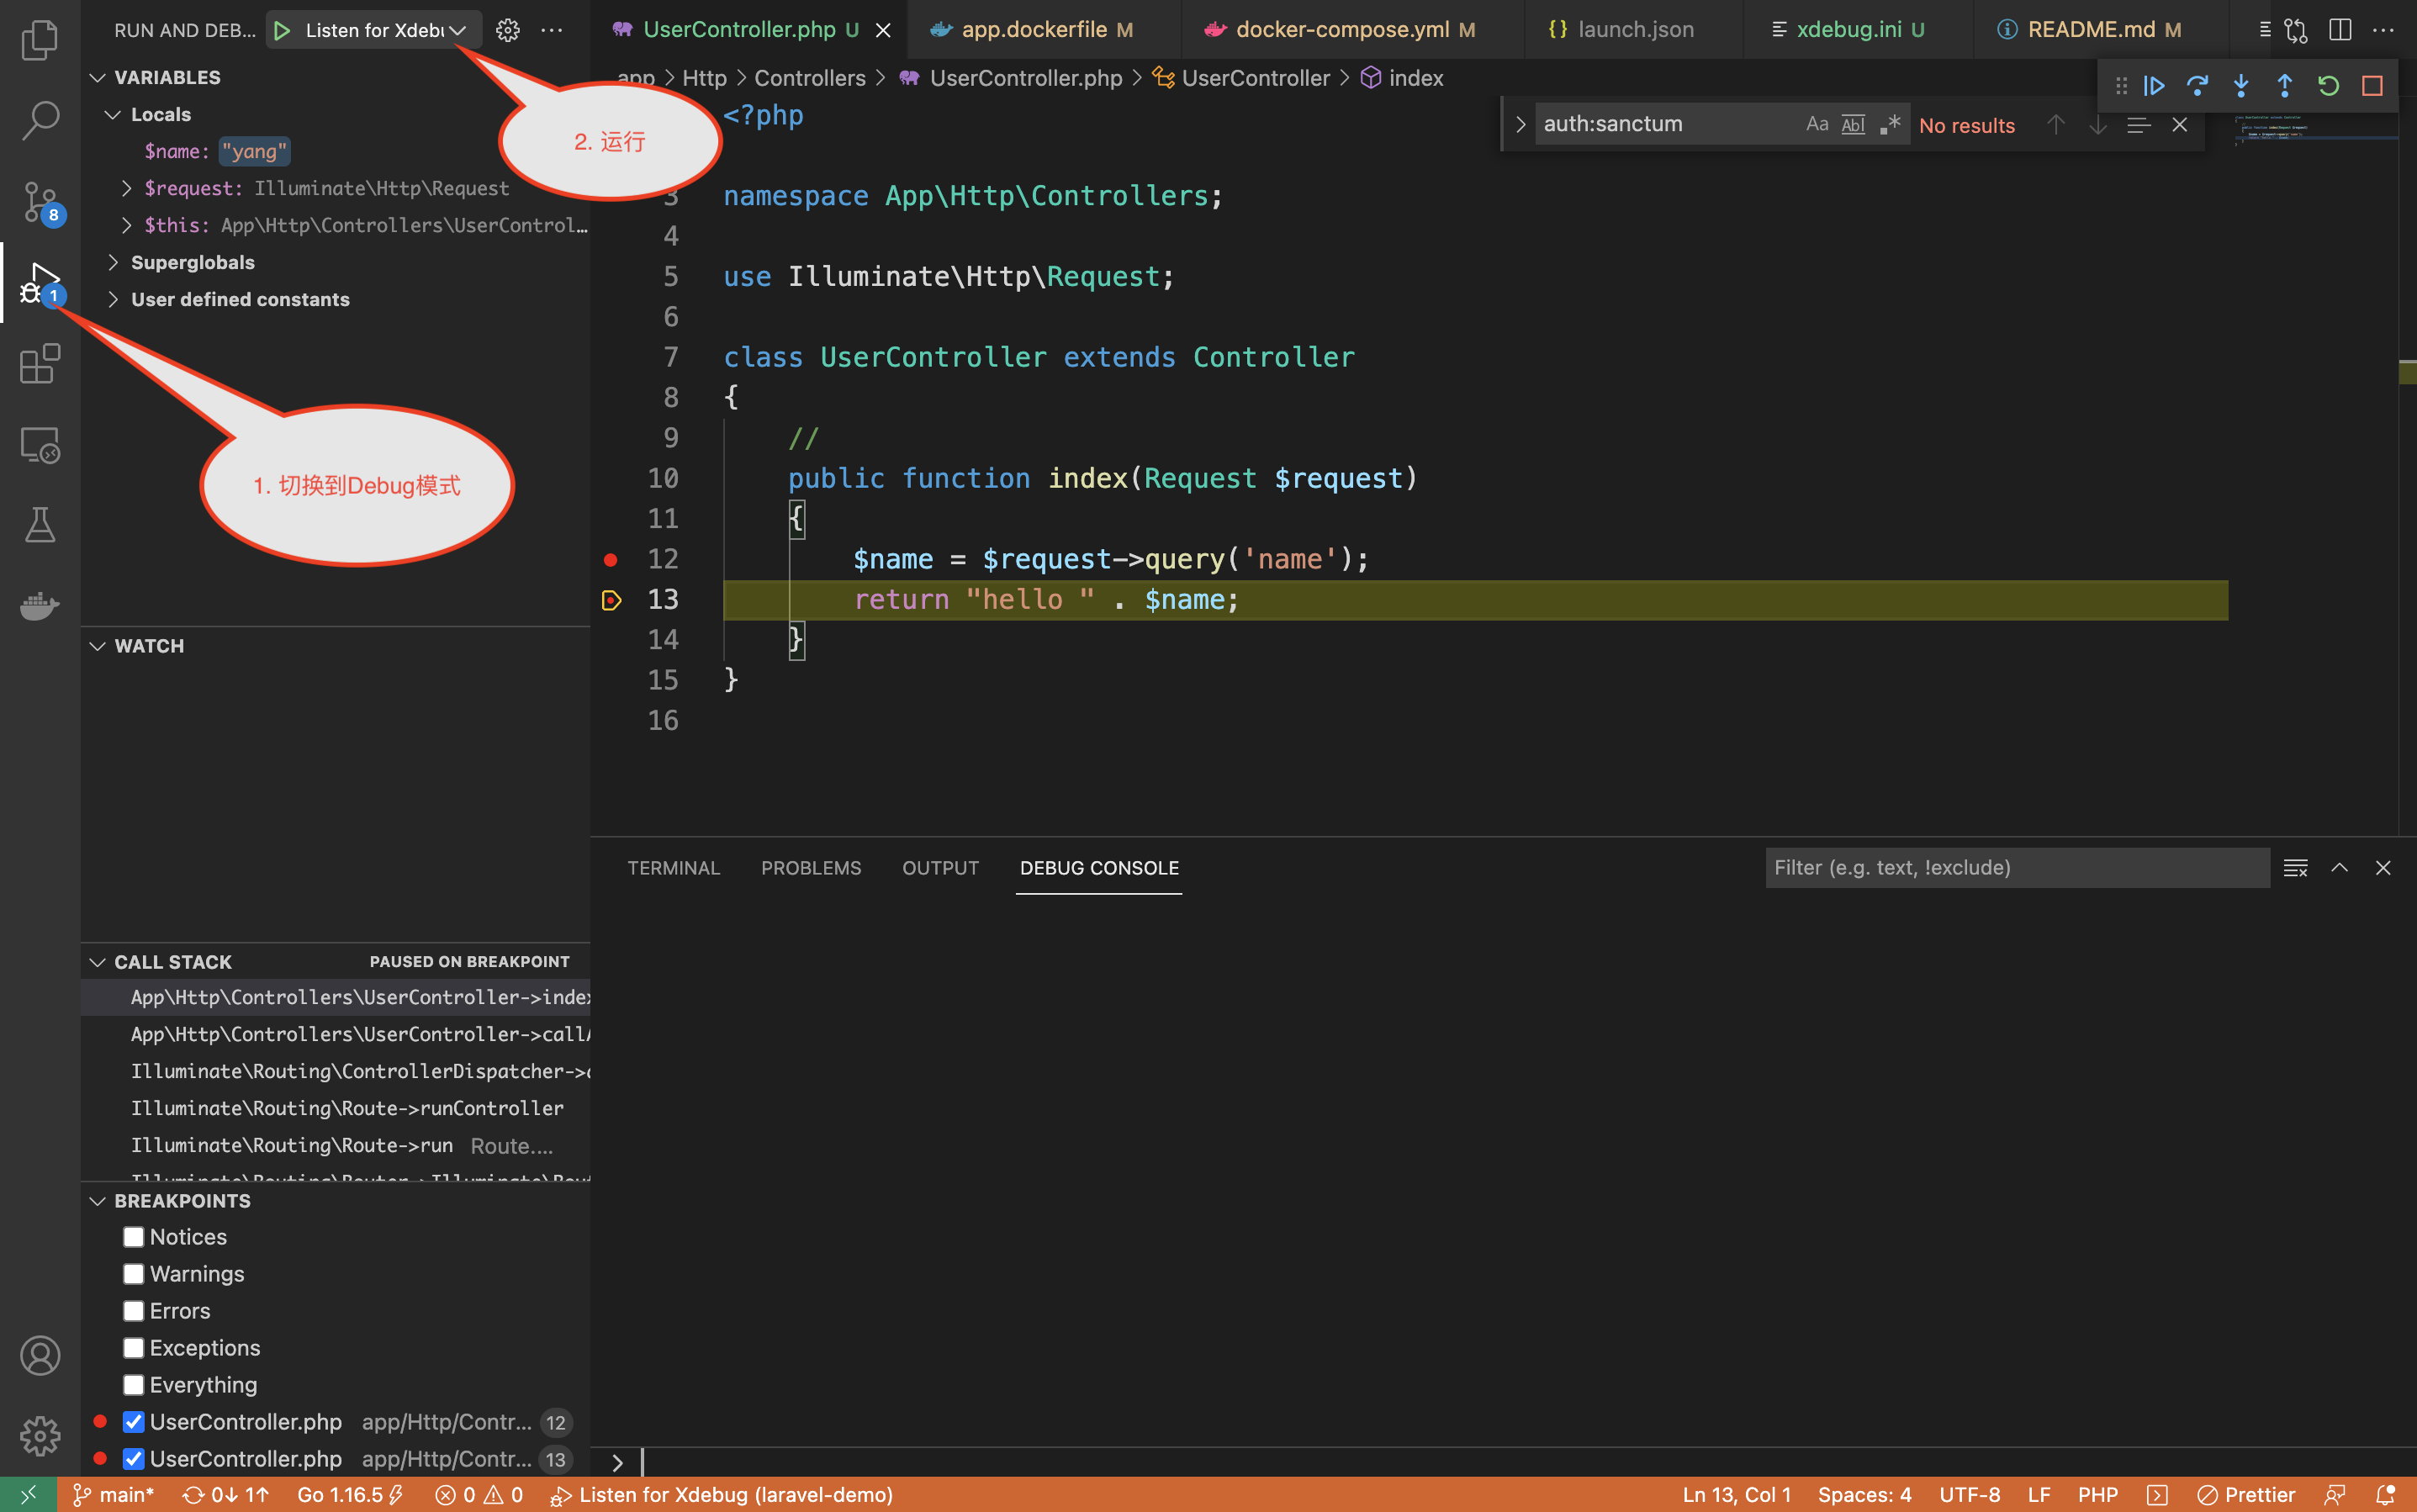 RUN AND DEB... Listen for Xdebu
VARIABLES
Locals
$name: "yang"
$request: Illuminate\Http\Request
$this: App\Http\Controllers\UserControl...
Superglobals
User defined constants
8
1
1. 切换到Debug模式
2. 运行
WATCH
CALL STACK PAUSED ON BREAKPOINT
App\Http\Controllers\UserController->index
App\Http\Controllers\UserController->callA
Illuminate\Routing\ControllerDispatcher->d
Illuminate\Routing\Route->runController
Illuminate\Routing\Route->run Route....
Illuminate\Routing\Router->Illuminate\Rout
BREAKPOINTS
Notices
Warnings
Errors
Exceptions
Everything
UserController.php app/Http/Contr... 12
UserController.php app/Http/Contr... 13
UserController.php U app.dockerfile M docker-compose.yml M {} launch.json xdebug.ini U README.md M
app > Http > Controllers > UserController.php > UserController > index
auth:sanctum Aa Abl .* No results
<?php
3 namespace App\Http\Controllers;
4
5 use Illuminate\Http\Request;
6
7 class UserController extends Controller
8 {
9 //
10 public function index(Request $request)
11 {
12 $name = $request->query('name');
13 return "hello " . $name;
14 }
15 }
16
TERMINAL PROBLEMS OUTPUT DEBUG CONSOLE Filter (e.g. text, !exclude)
>
main* 0↓ 1↑ Go 1.16.5 0 0 Listen for Xdebug (laravel-demo) Ln 13, Col 1 Spaces: 4 UTF-8 LF PHP Prettier